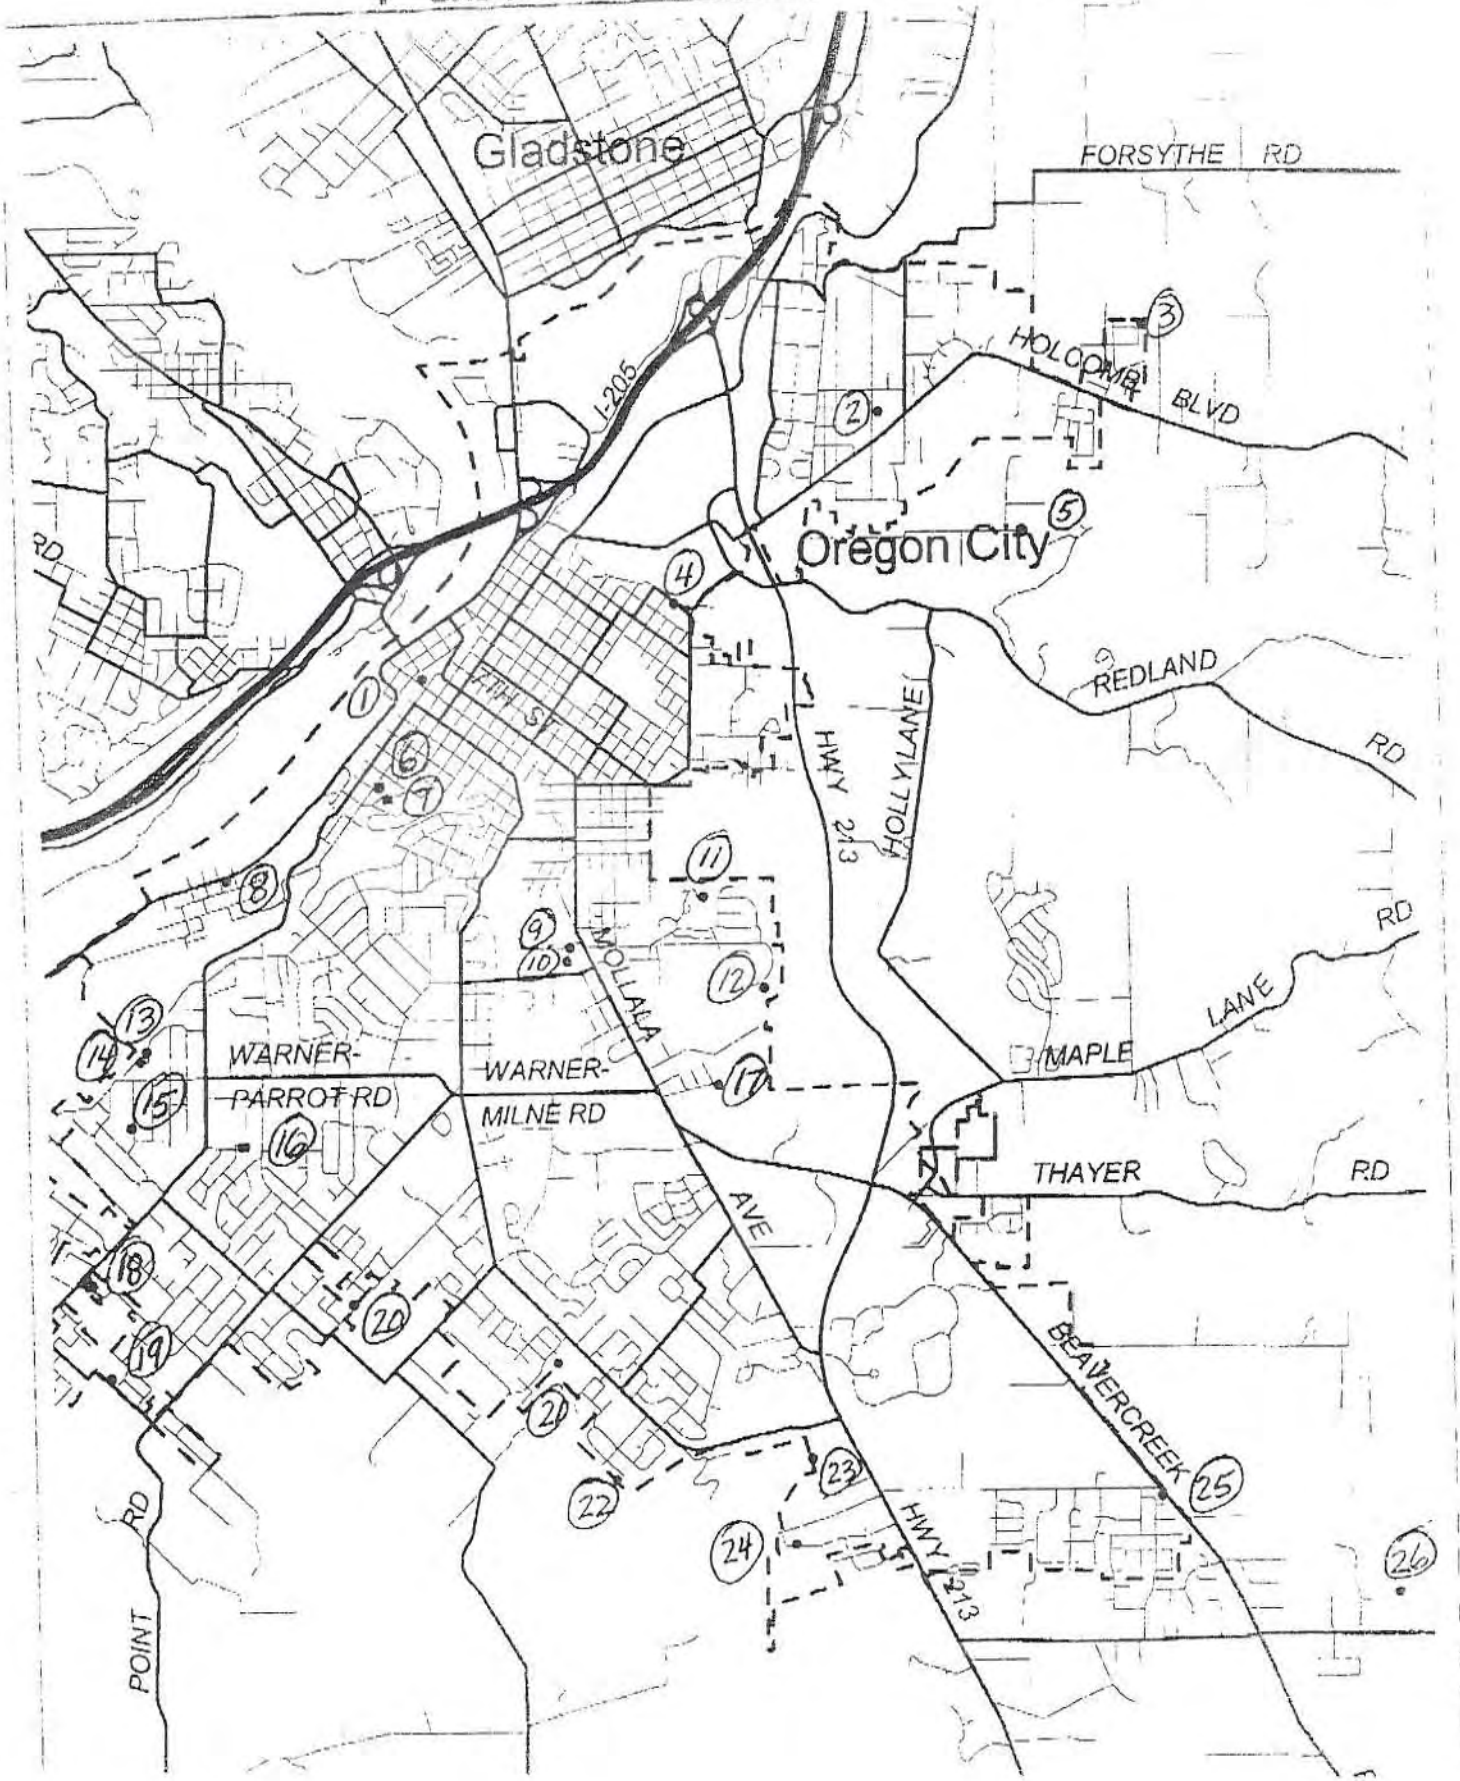 Gladstone
FORSYTHE RD
3
HOLCOMB
BLVD
I-205
2
5
RD
Oregon City
4
REDLAND
7TH ST
1
HOLLY LANE
HWY 213
RD
6
7
11
8
RD
9
MOLLALA
10
12
LANE
13
14
WARNER-
MAPLE
WARNER-
17
15
PARROT RD
MILNE RD
16
THAYER RD
AVE
18
20
19
BEAVERCREEK
21
23
25
22
RD
HWY 213
24
26
POINT